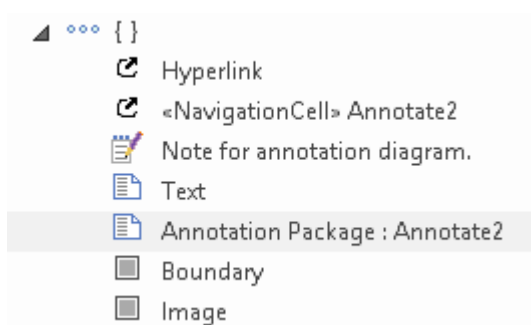 { }
Hyperlink
«NavigationCell» Annotate2
Note for annotation diagram.
Text
Annotation Package : Annotate2
Boundary
Image